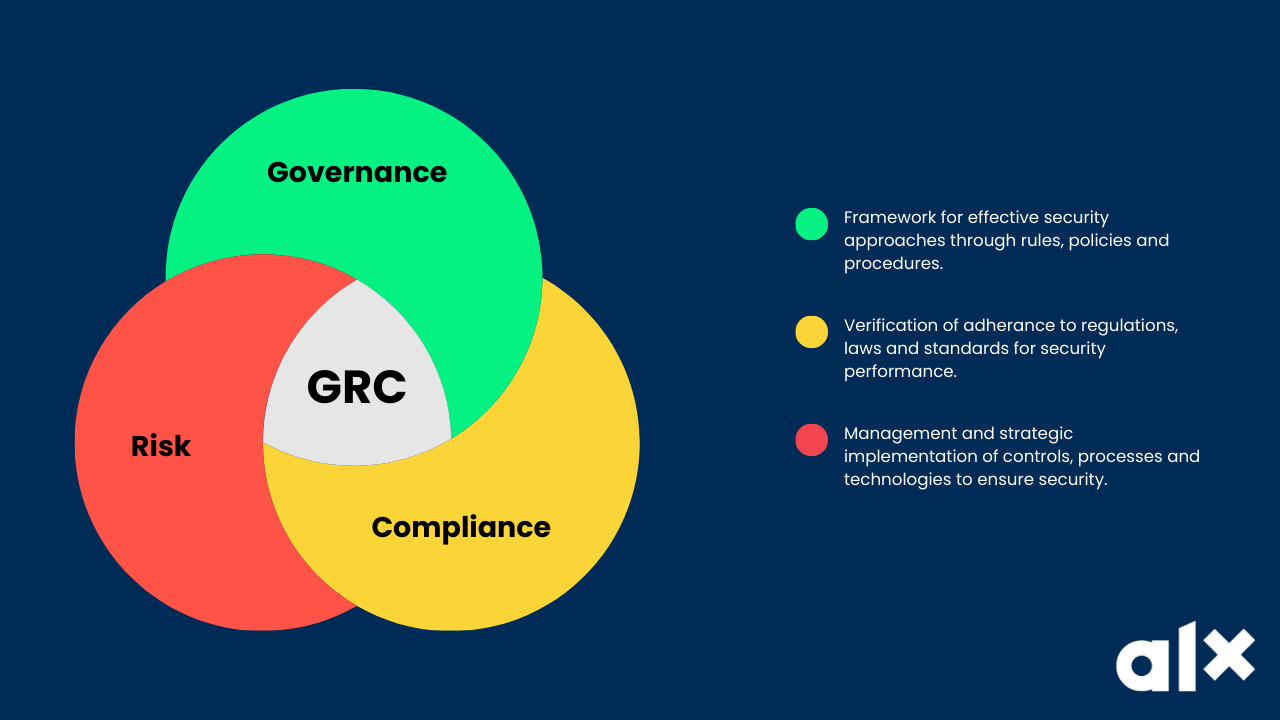 Governance
GRC
Risk
Compliance
Framework for effective security
approaches through rules, policies and
procedures.
Verification of adherance to regulations,
laws and standards for security
performance.
Management and strategic
implementation of controls, processes and
technologies to ensure security.
alx